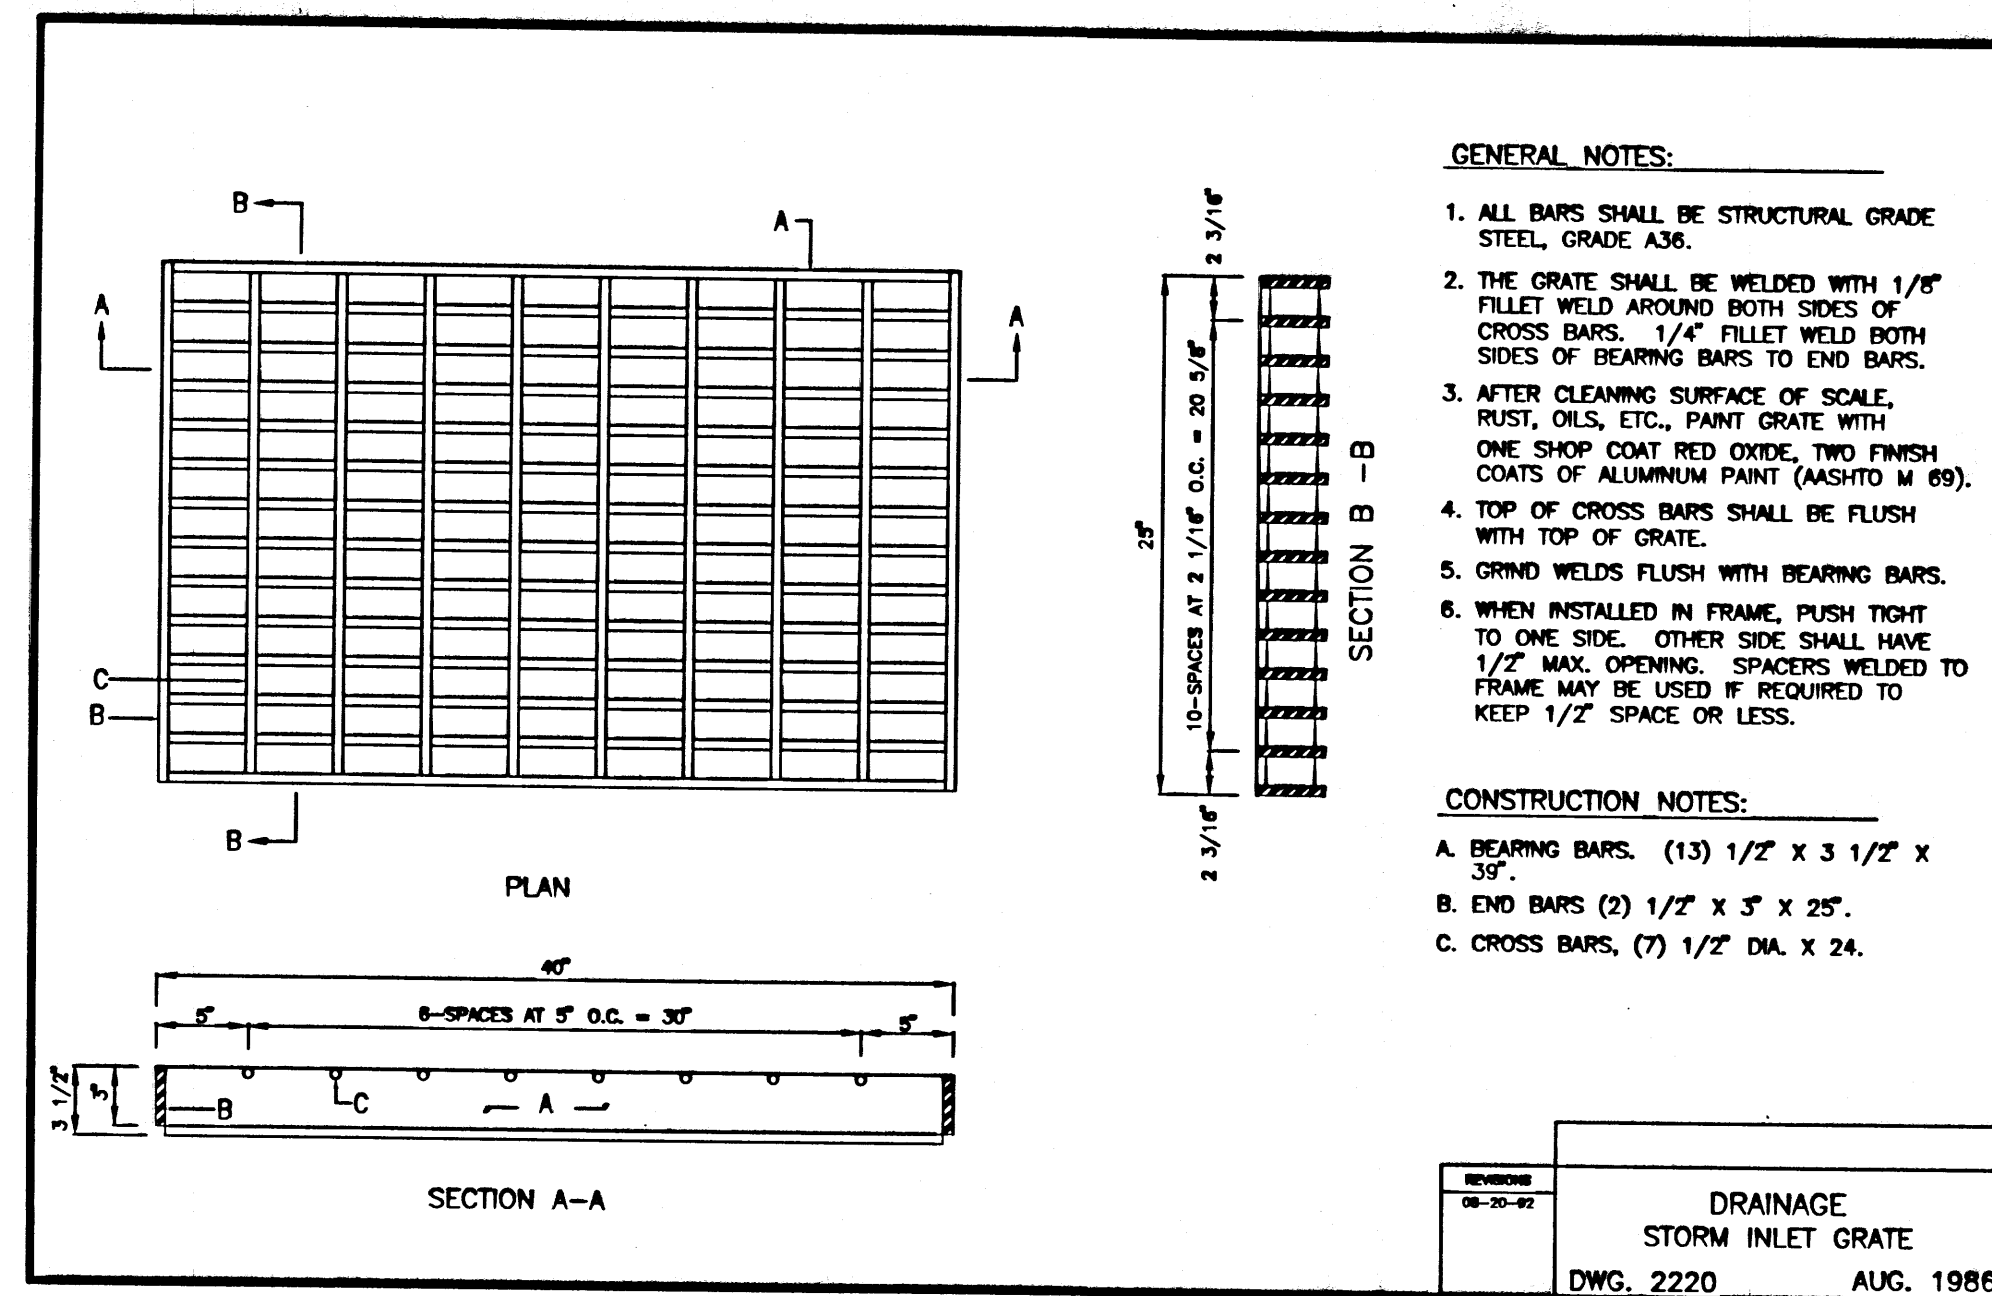 B
A
A
A
C
B
B
PLAN
40"
5"
6-SPACES AT 5" O.C. = 30"
5"
3 1/2"
3"
B
C
A
SECTION A-A
2 3/16"
25"
10-SPACES AT 2 1/16" O.C. = 20 5/8"
2 3/16"
SECTION B-B
GENERAL NOTES:
1. ALL BARS SHALL BE STRUCTURAL GRADE
STEEL, GRADE A36.
2. THE GRATE SHALL BE WELDED WITH 1/8"
FILLET WELD AROUND BOTH SIDES OF
CROSS BARS. 1/4" FILLET WELD BOTH
SIDES OF BEARING BARS TO END BARS.
3. AFTER CLEANING SURFACE OF SCALE,
RUST, OILS, ETC., PAINT GRATE WITH
ONE SHOP COAT RED OXIDE, TWO FINISH
COATS OF ALUMINUM PAINT (AASHTO M 69).
4. TOP OF CROSS BARS SHALL BE FLUSH
WITH TOP OF GRATE.
5. GRIND WELDS FLUSH WITH BEARING BARS.
6. WHEN INSTALLED IN FRAME, PUSH TIGHT
TO ONE SIDE. OTHER SIDE SHALL HAVE
1/2" MAX. OPENING. SPACERS WELDED TO
FRAME MAY BE USED IF REQUIRED TO
KEEP 1/2" SPACE OR LESS.
CONSTRUCTION NOTES:
A. BEARING BARS. (13) 1/2" X 3 1/2" X
39".
B. END BARS (2) 1/2" X 3" X 25".
C. CROSS BARS, (7) 1/2" DIA. X 24.
REVISIONS
08-20-92
DRAINAGE
STORM INLET GRATE
DWG. 2220 AUG. 1986